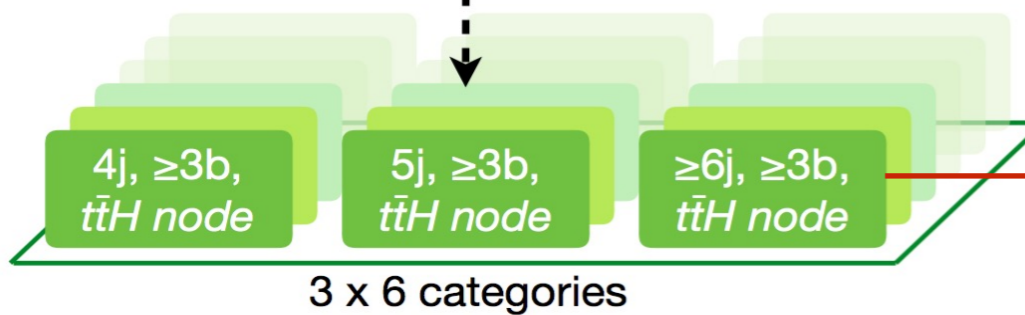 4j, ≥3b,
tt̄H node
5j, ≥3b,
tt̄H node
≥6j, ≥3b,
tt̄H node
3 x 6 categories